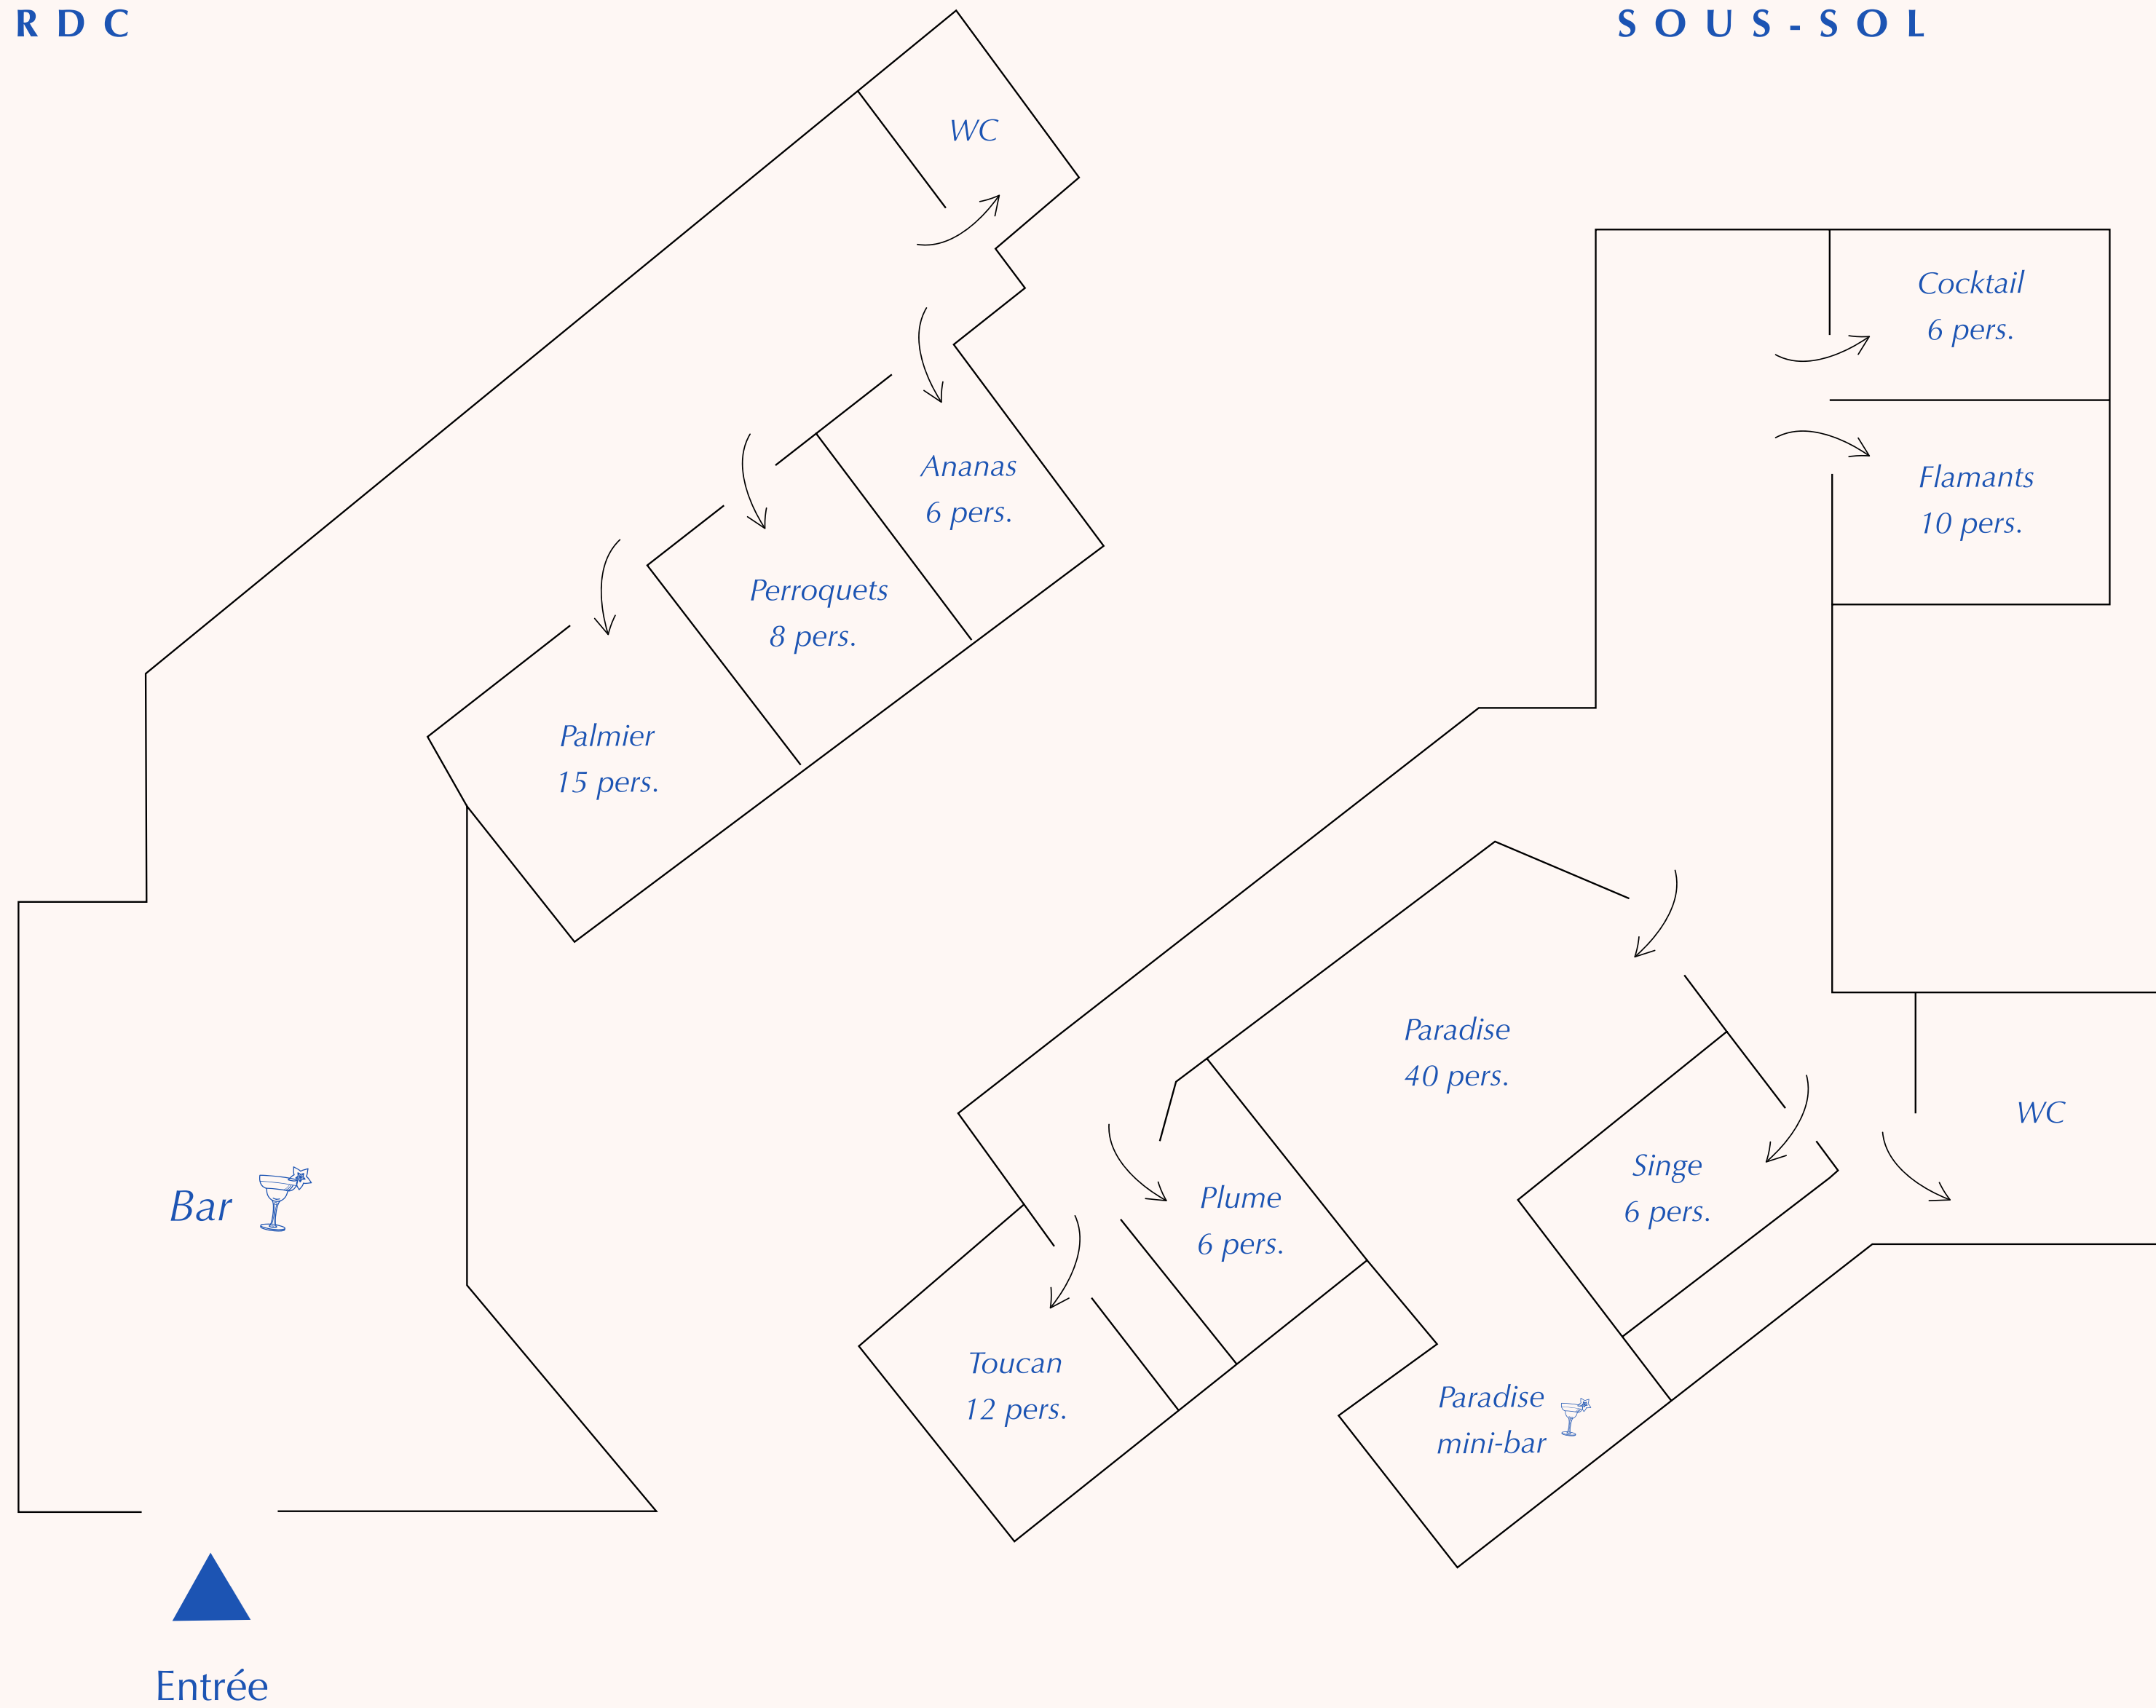 RDC
WC
Ananas
6 pers.
Perroquets
8 pers.
Palmier
15 pers.
Bar
Entrée
SOUS-SOL
Cocktail
6 pers.
Flamants
10 pers.
Paradise
40 pers.
WC
Singe
6 pers.
Plume
6 pers.
Toucan
12 pers.
Paradise
mini-bar